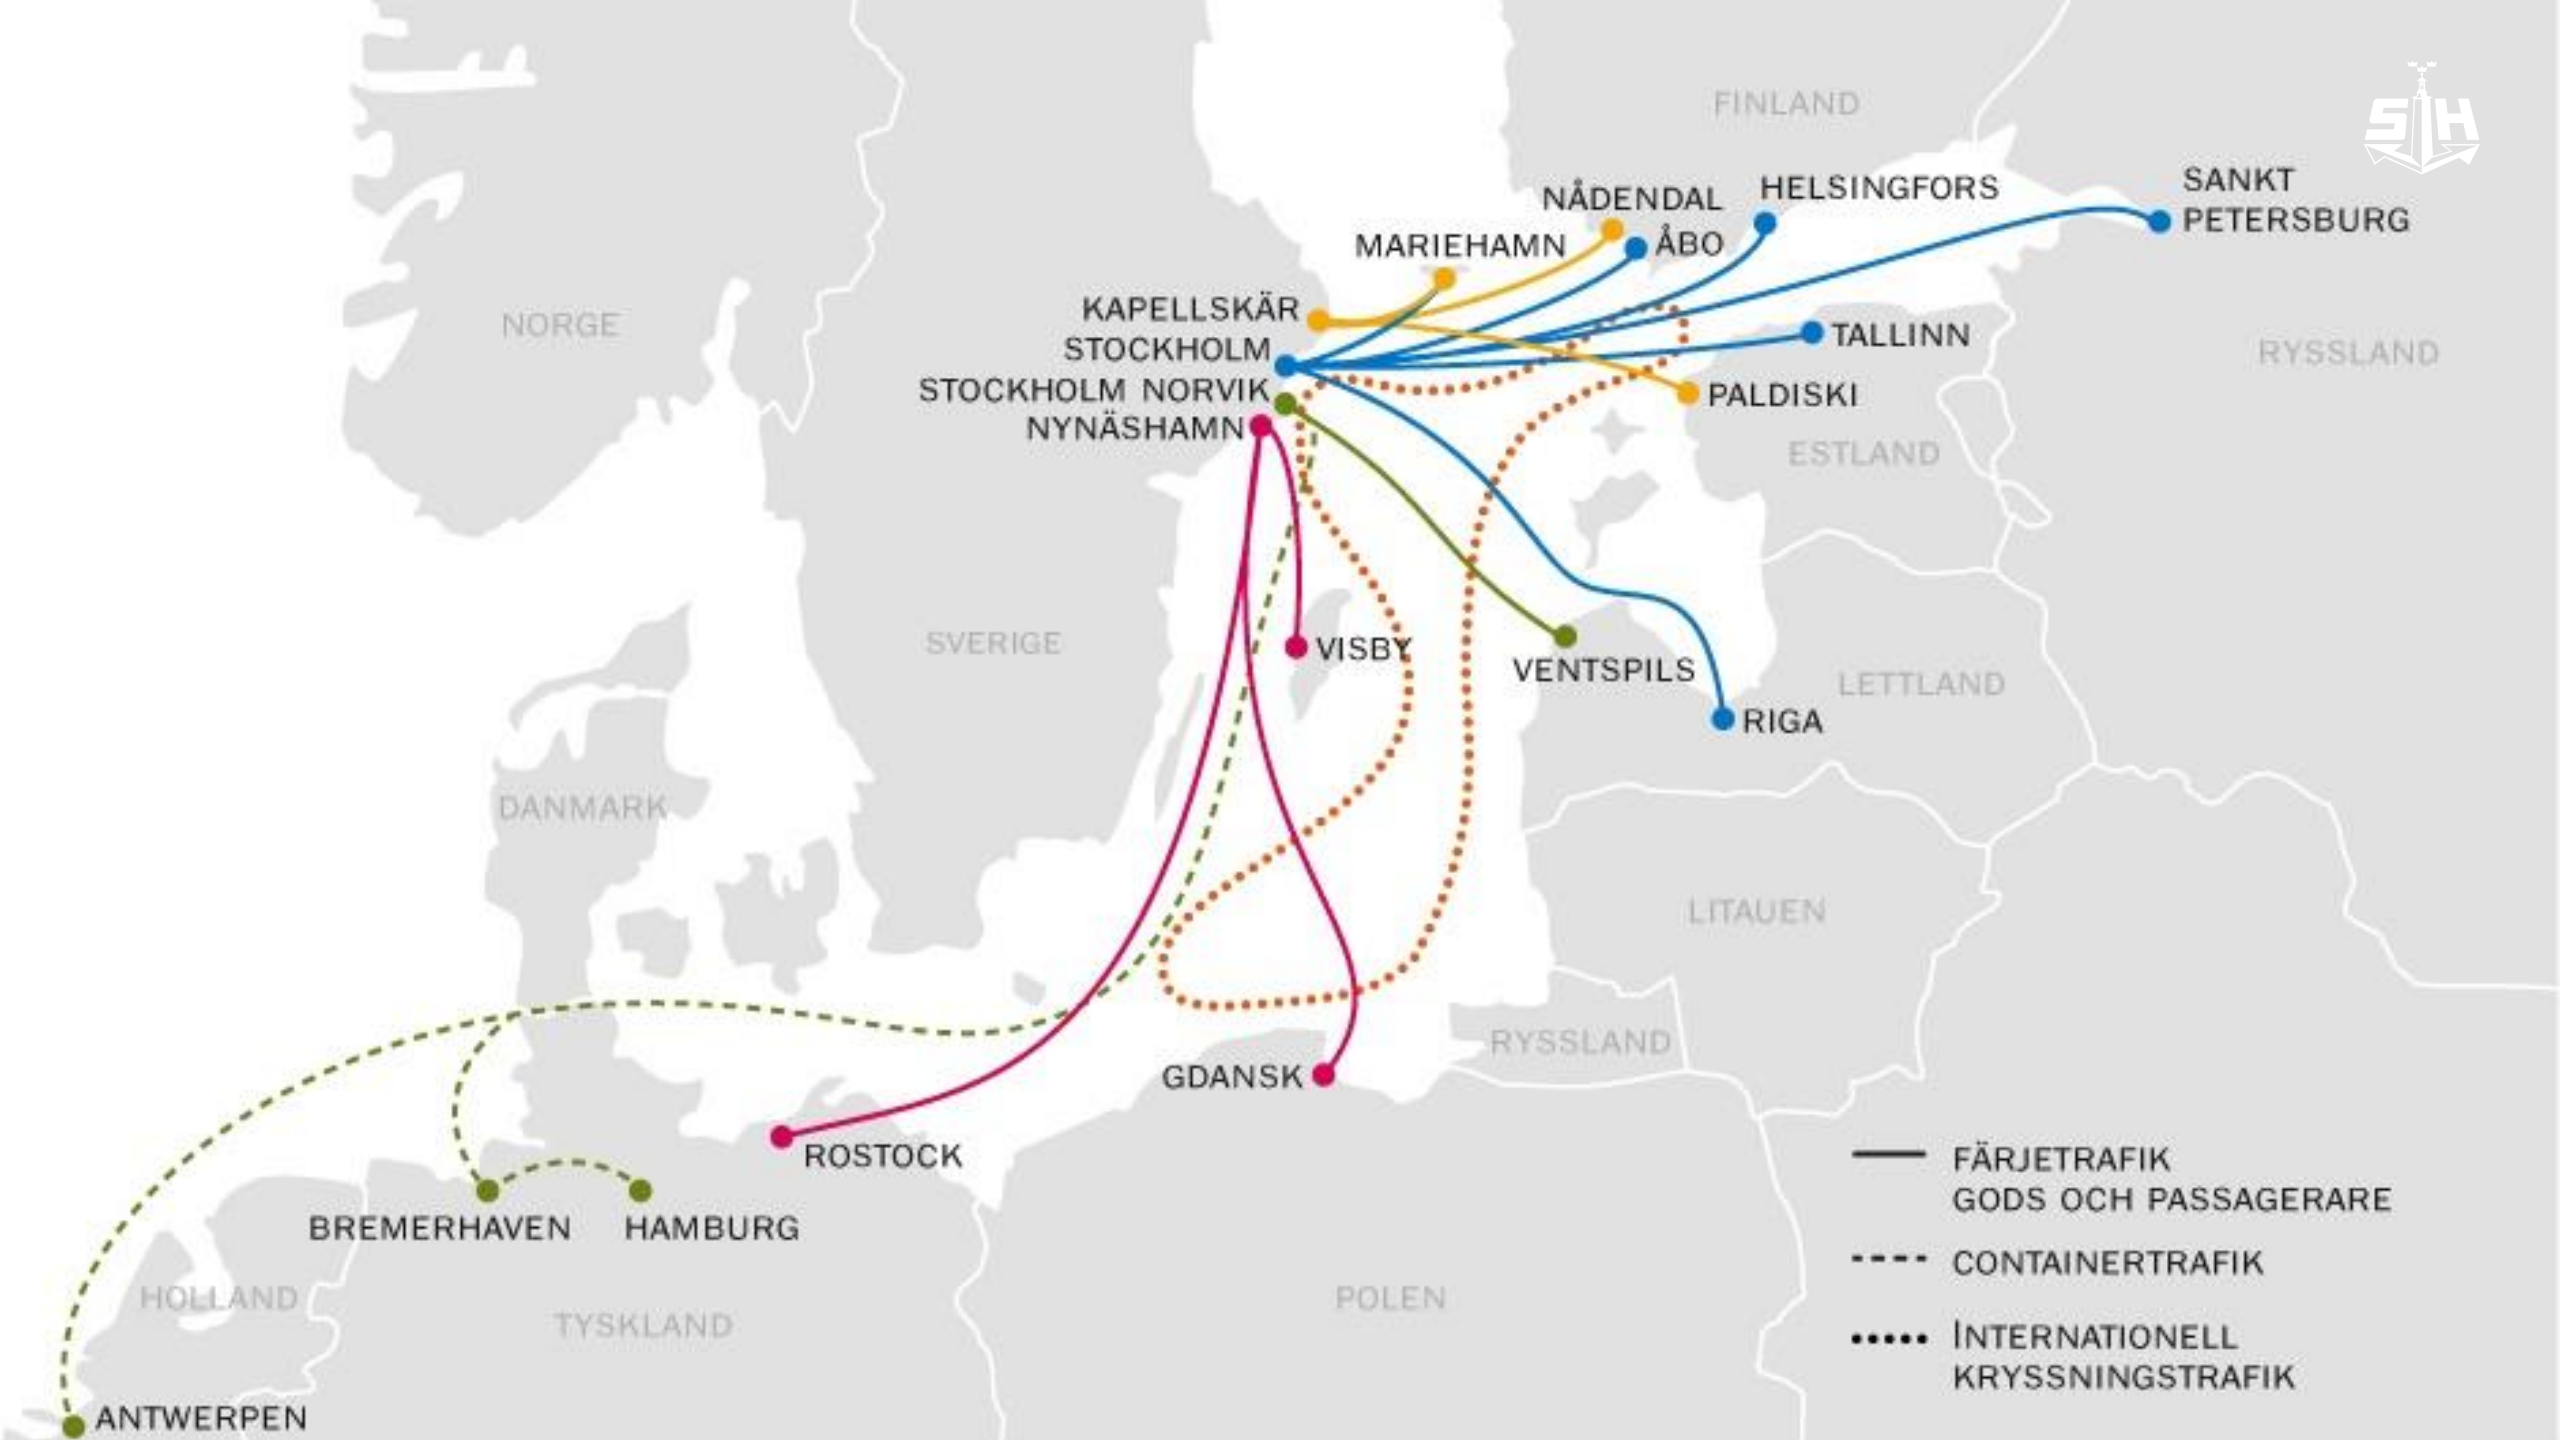 FINLAND
SH
SANKT
PETERSBURG
NÅDENDAL
HELSINGFORS
MARIEHAMN
ÅBO
KAPELLSKÄR
NORGE
STOCKHOLM
TALLINN
RYSSLAND
STOCKHOLM NORVIK
PALDISKI
NYNÄSHAMN
ESTLAND
SVERIGE
VISBY
VENTSPILS
LETTLAND
RIGA
DANMARK
LITAUEN
RYSSLAND
GDANSK
ROSTOCK
FÄRJETRAFIK
GODS OCH PASSAGERARE
BREMERHAVEN
HAMBURG
CONTAINERTRAFIK
HOLLAND
TYSKLAND
POLEN
INTERNATIONELL
KRYSSNINGSTRAFIK
ANTWERPEN